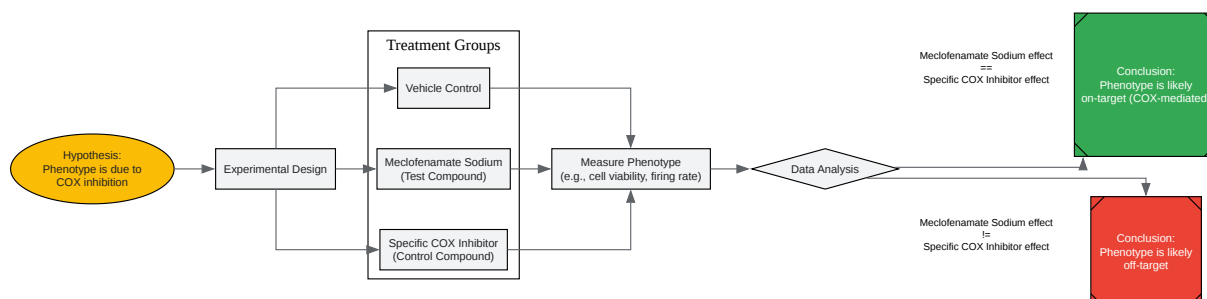 Hypothesis:
Phenotype is due to
COX inhibition
Experimental Design
Treatment Groups
Vehicle Control
Meclofenamate Sodium
(Test Compound)
Specific COX Inhibitor
(Control Compound)
Measure Phenotype
(e.g., cell viability, firing rate)
Data Analysis
Meclofenamate Sodium effect
==
Specific COX Inhibitor effect
Conclusion:
Phenotype is likely
on-target (COX-mediated
Meclofenamate Sodium effect
!=
Specific COX Inhibitor effect
Conclusion:
Phenotype is likely
off-target